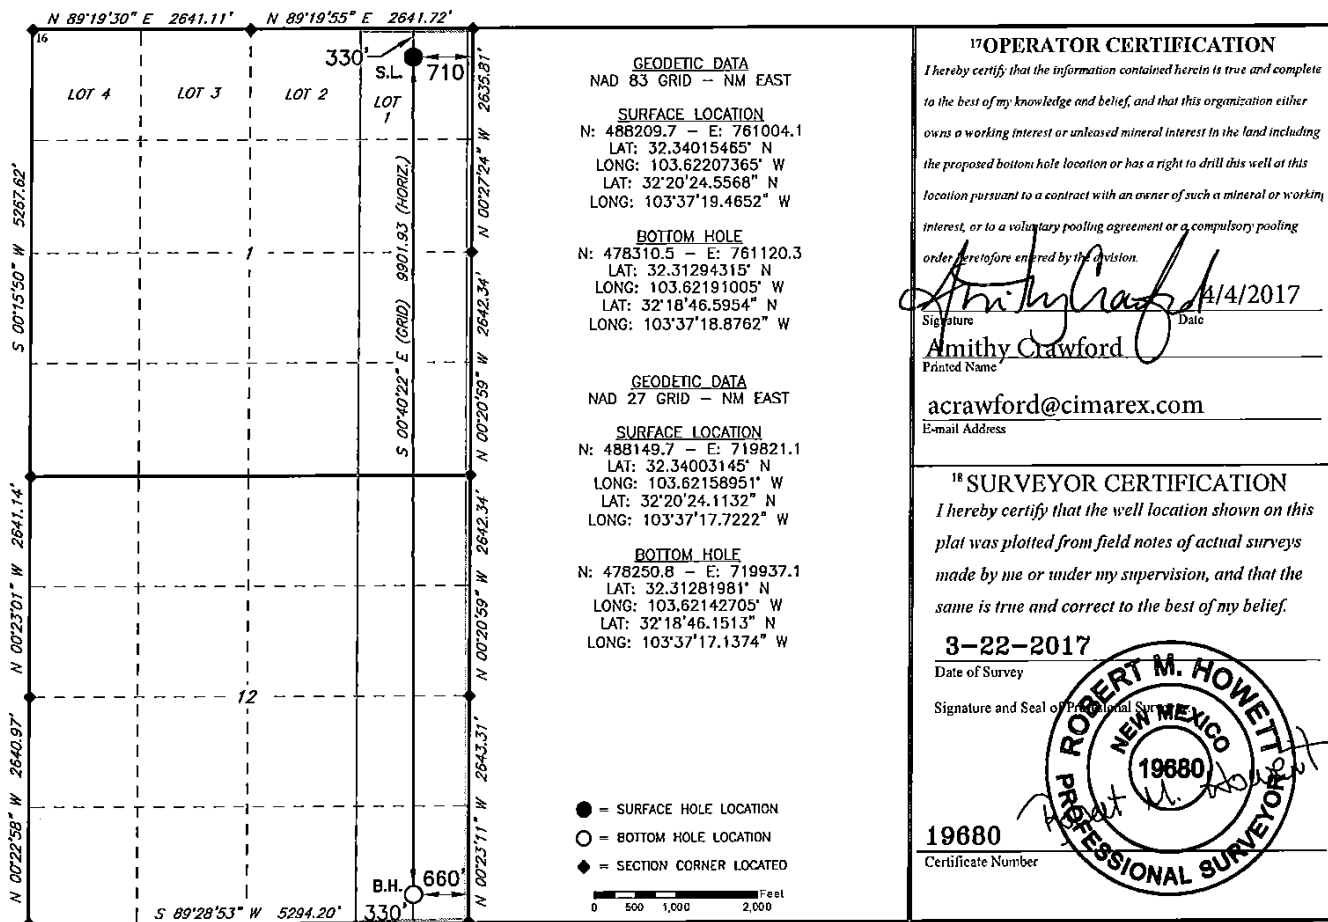 N 89°19'30" E 2641.11' N 89°19'55" E 2641.72'
16
330'
S.L.
710
LOT 4 LOT 3 LOT 2 LOT 1
S 00°15'50" W 5267.62'
S 00°40'22" E (GRID) 9901.93 (HORIZ.)
N 00°27'24" W 2635.81'
1
N 00°20'59" W 2642.34'
N 00°23'01" W 2641.14'
N 00°20'59" W 2642.34'
12
N 00°22'58" W 2640.97'
N 00°23'11" W 2643.31'
B.H. 660'
330'
S 89°28'53" W 5294.20'
GEODETIC DATA
NAD 83 GRID – NM EAST
SURFACE LOCATION
N: 488209.7 – E: 761004.1
LAT: 32.34015465° N
LONG: 103.62207365° W
LAT: 32°20'24.5568" N
LONG: 103°37'19.4652" W
BOTTOM HOLE
N: 478310.5 – E: 761120.3
LAT: 32.31294315° N
LONG: 103.62191005° W
LAT: 32°18'46.5954" N
LONG: 103°37'18.8762" W
GEODETIC DATA
NAD 27 GRID – NM EAST
SURFACE LOCATION
N: 488149.7 – E: 719821.1
LAT: 32.34003145° N
LONG: 103.62158951° W
LAT: 32°20'24.1132" N
LONG: 103°37'17.7222" W
BOTTOM HOLE
N: 478250.8 – E: 719937.1
LAT: 32.31281981° N
LONG: 103.62142705° W
LAT: 32°18'46.1513" N
LONG: 103°37'17.1374" W
= SURFACE HOLE LOCATION
= BOTTOM HOLE LOCATION
= SECTION CORNER LOCATED
Feet
0 500 1,000 2,000
17 OPERATOR CERTIFICATION
I hereby certify that the information contained herein is true and complete
to the best of my knowledge and belief, and that this organization either
owns a working interest or unleased mineral interest in the land including
the proposed bottom hole location or has a right to drill this well at this
location pursuant to a contract with an owner of such a mineral or working
interest, or to a voluntary pooling agreement or a compulsory pooling
order heretofore entered by the division.
Amithy Crawford 4/4/2017
Signature Date
Amithy Crawford
Printed Name
acrawford@cimarex.com
E-mail Address
18 SURVEYOR CERTIFICATION
I hereby certify that the well location shown on this
plat was plotted from field notes of actual surveys
made by me or under my supervision, and that the
same is true and correct to the best of my belief.
3-22-2017
Date of Survey
Signature and Seal of Professional Surveyor
ROBERT M. HOWETT
NEW MEXICO
19680
PROFESSIONAL SURVEYOR
Robert M. Howett
19680
Certificate Number